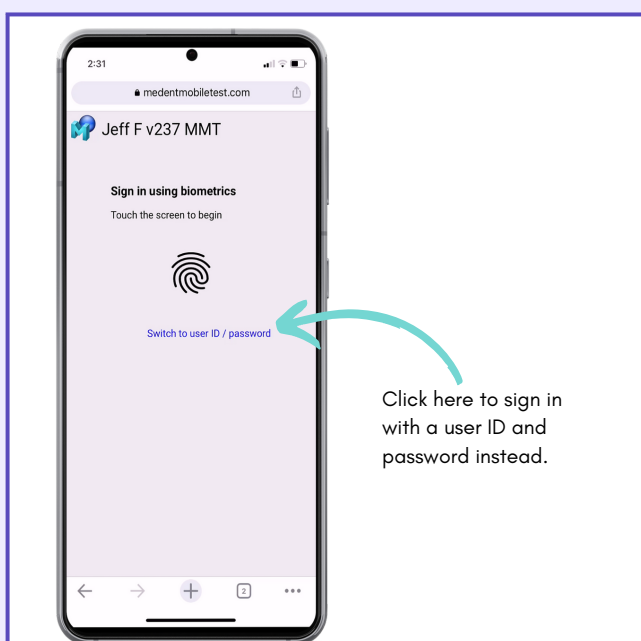 2:31
medentmobiletest.com
Jeff F v237 MMT
Sign in using biometrics
Touch the screen to begin
Switch to user ID / password
Click here to sign in
with a user ID and
password instead.
2